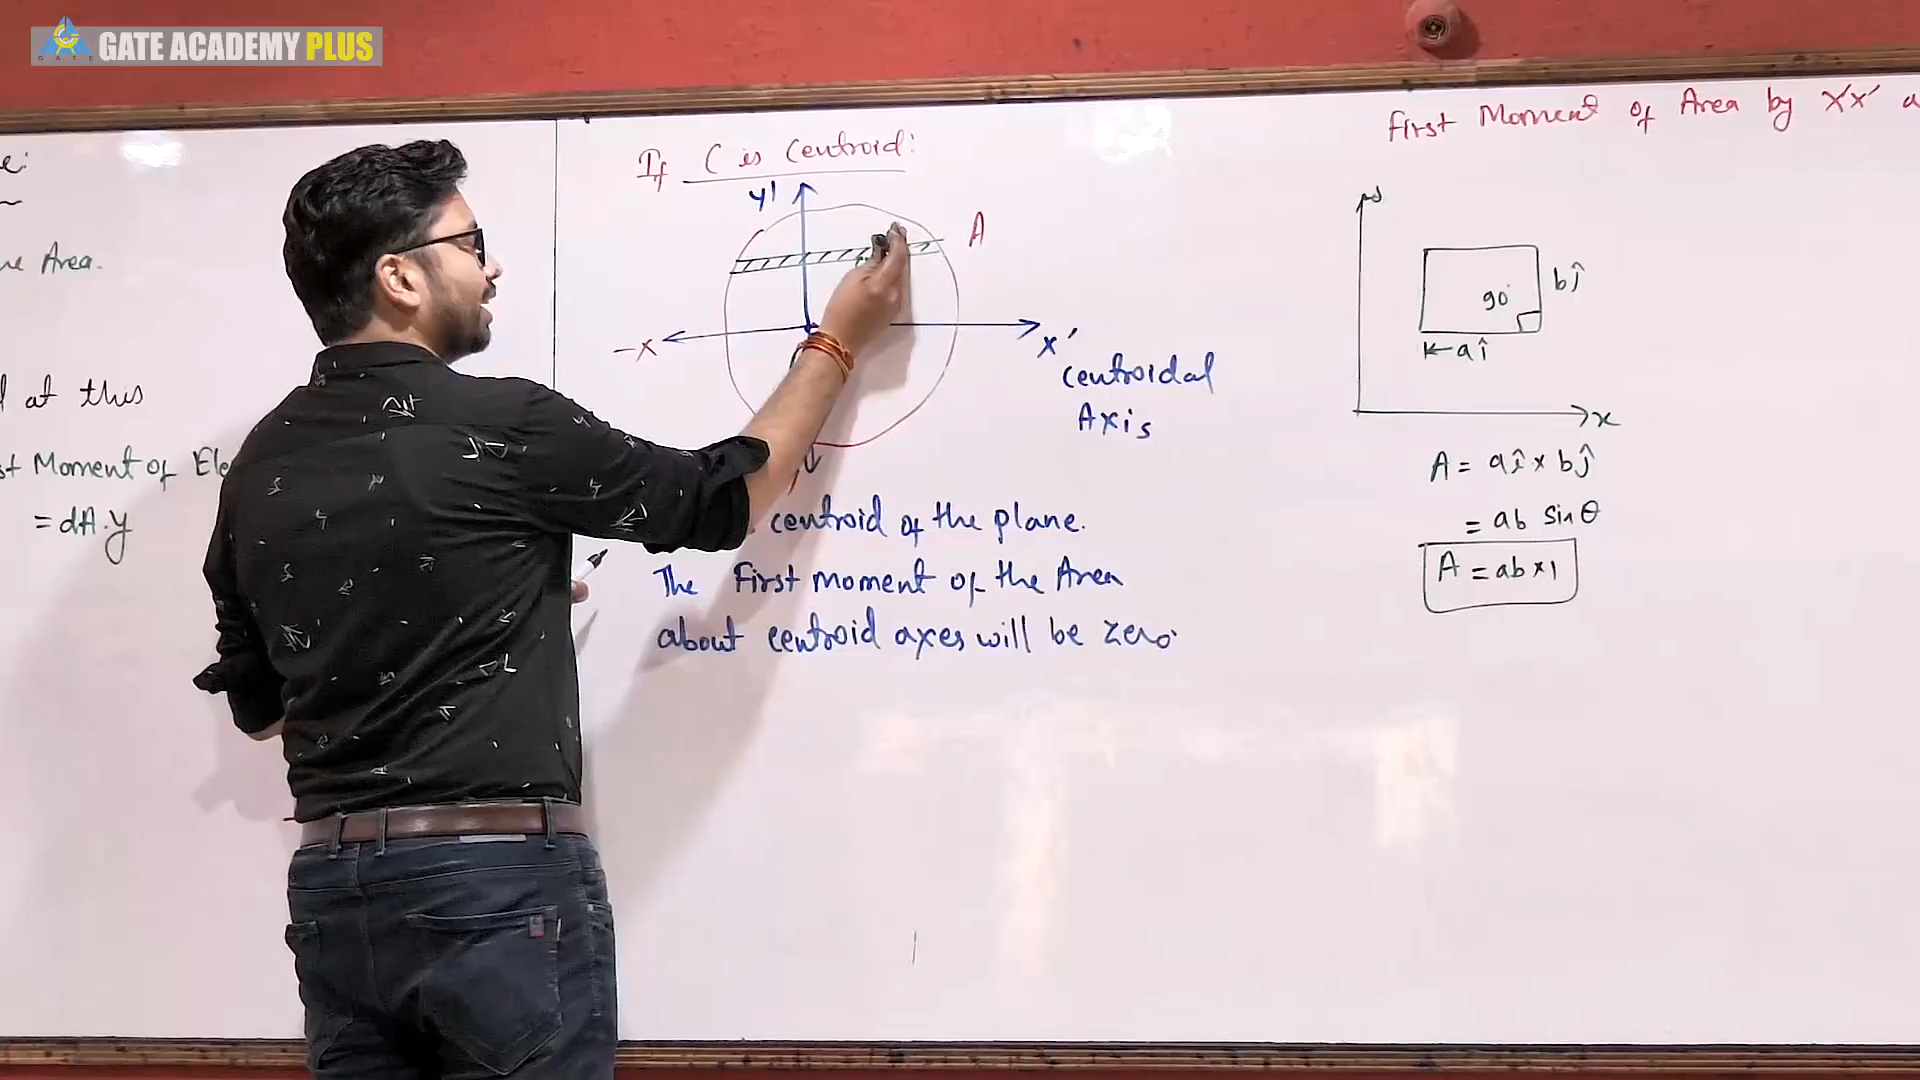 GATE ACADEMY PLUS
GATE
e:
Area.
at this
st Moment of
= dA.y
If C is Centroid:
y'
A
-x
x'
Centroidal
Axis
centroid of the plane.
The First moment of the Area
about centroid axes will be zero.
First Moment of Area by X'X'
y
90°
bĵ
aî
x
A = aî × bĵ
= ab Sinθ
A = ab×1